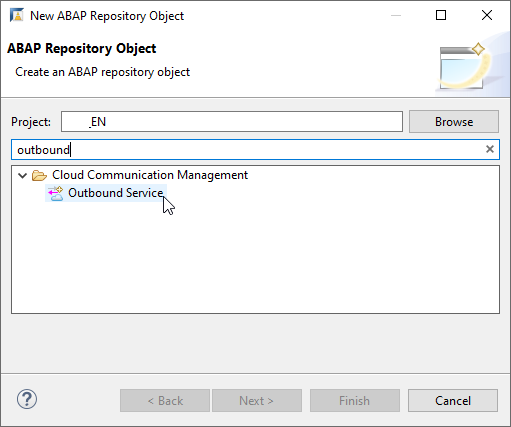 New ABAP Repository Object
ABAP Repository Object
Create an ABAP repository object
Project: _EN Browse
outbound
Cloud Communication Management
Outbound Service
< Back Next > Finish Cancel